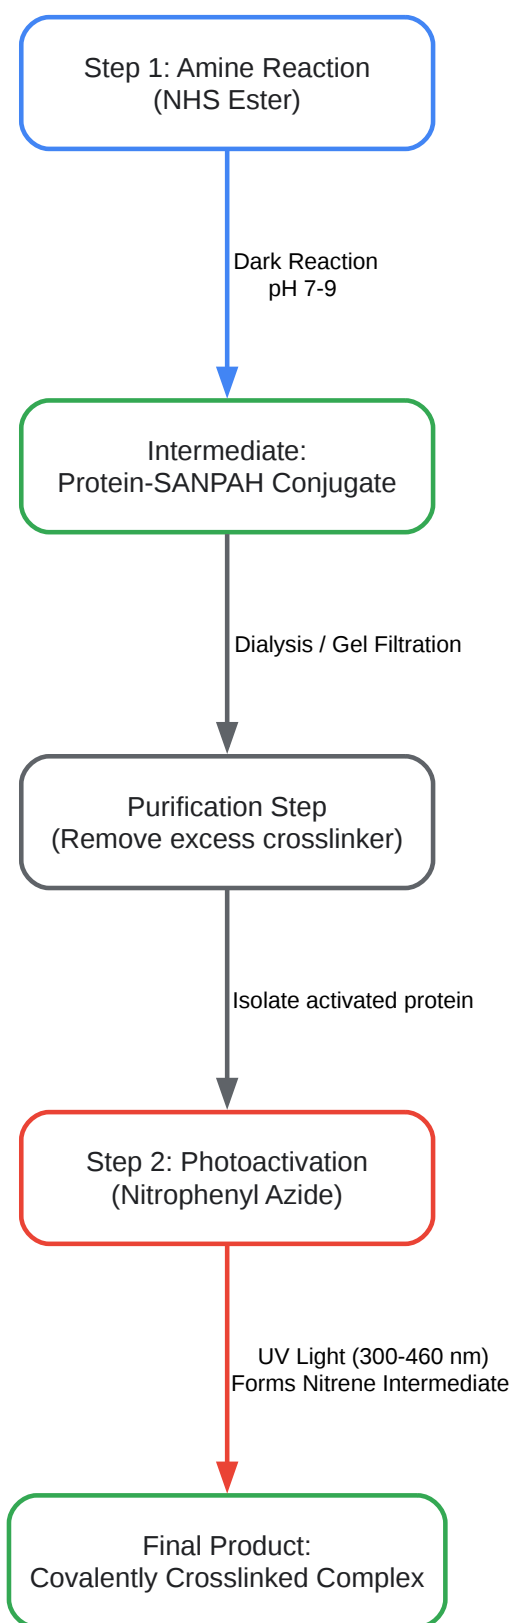 Step 1: Amine Reaction
(NHS Ester)
Dark Reaction
pH 7-9
Intermediate:
Protein-SANPAH Conjugate
Dialysis / Gel Filtration
Purification Step
(Remove excess crosslinker)
Isolate activated protein
Step 2: Photoactivation
(Nitrophenyl Azide)
UV Light (300-460 nm)
Forms Nitrene Intermediate
Final Product:
Covalently Crosslinked Complex